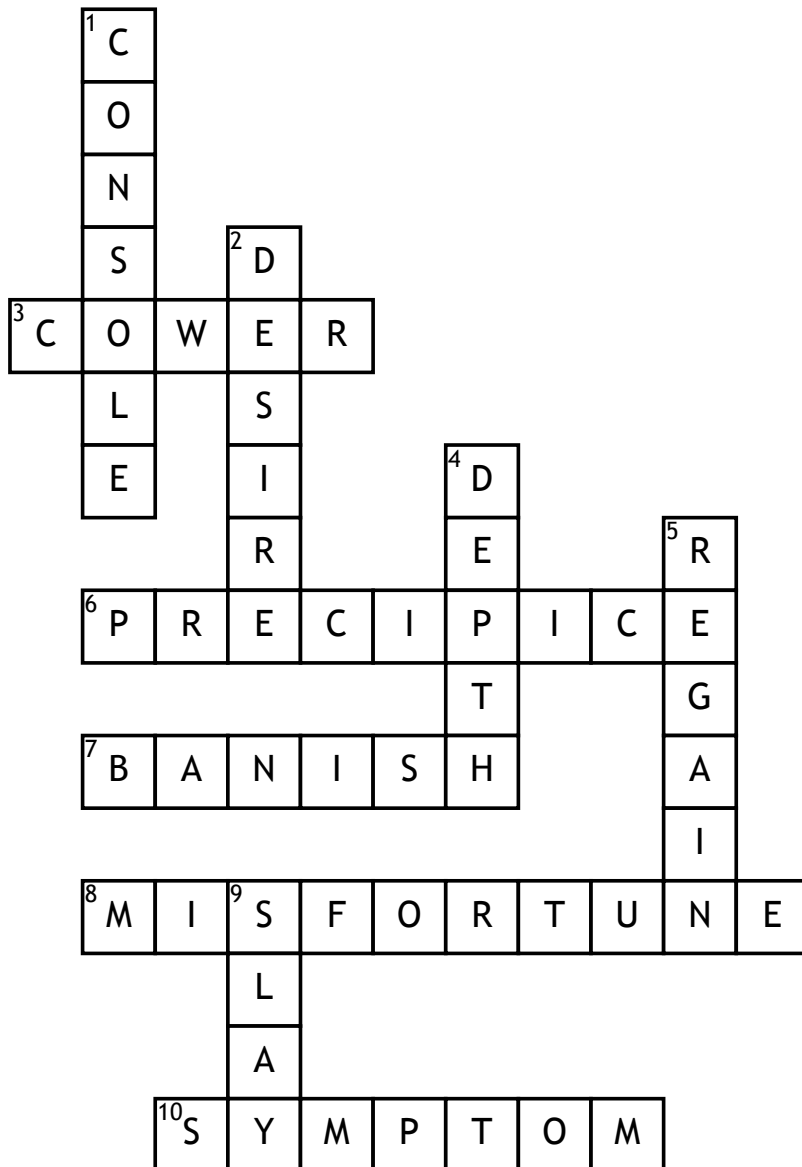 1 C
O
N
S 2 D
3 C O W E R
L S
E I 4 D
R E 5 R
6 P R E C I P I C E
T G
7 B A N I S H A
I
8 M I 9 S F O R T U N E
L
A
10 S Y M P T O M